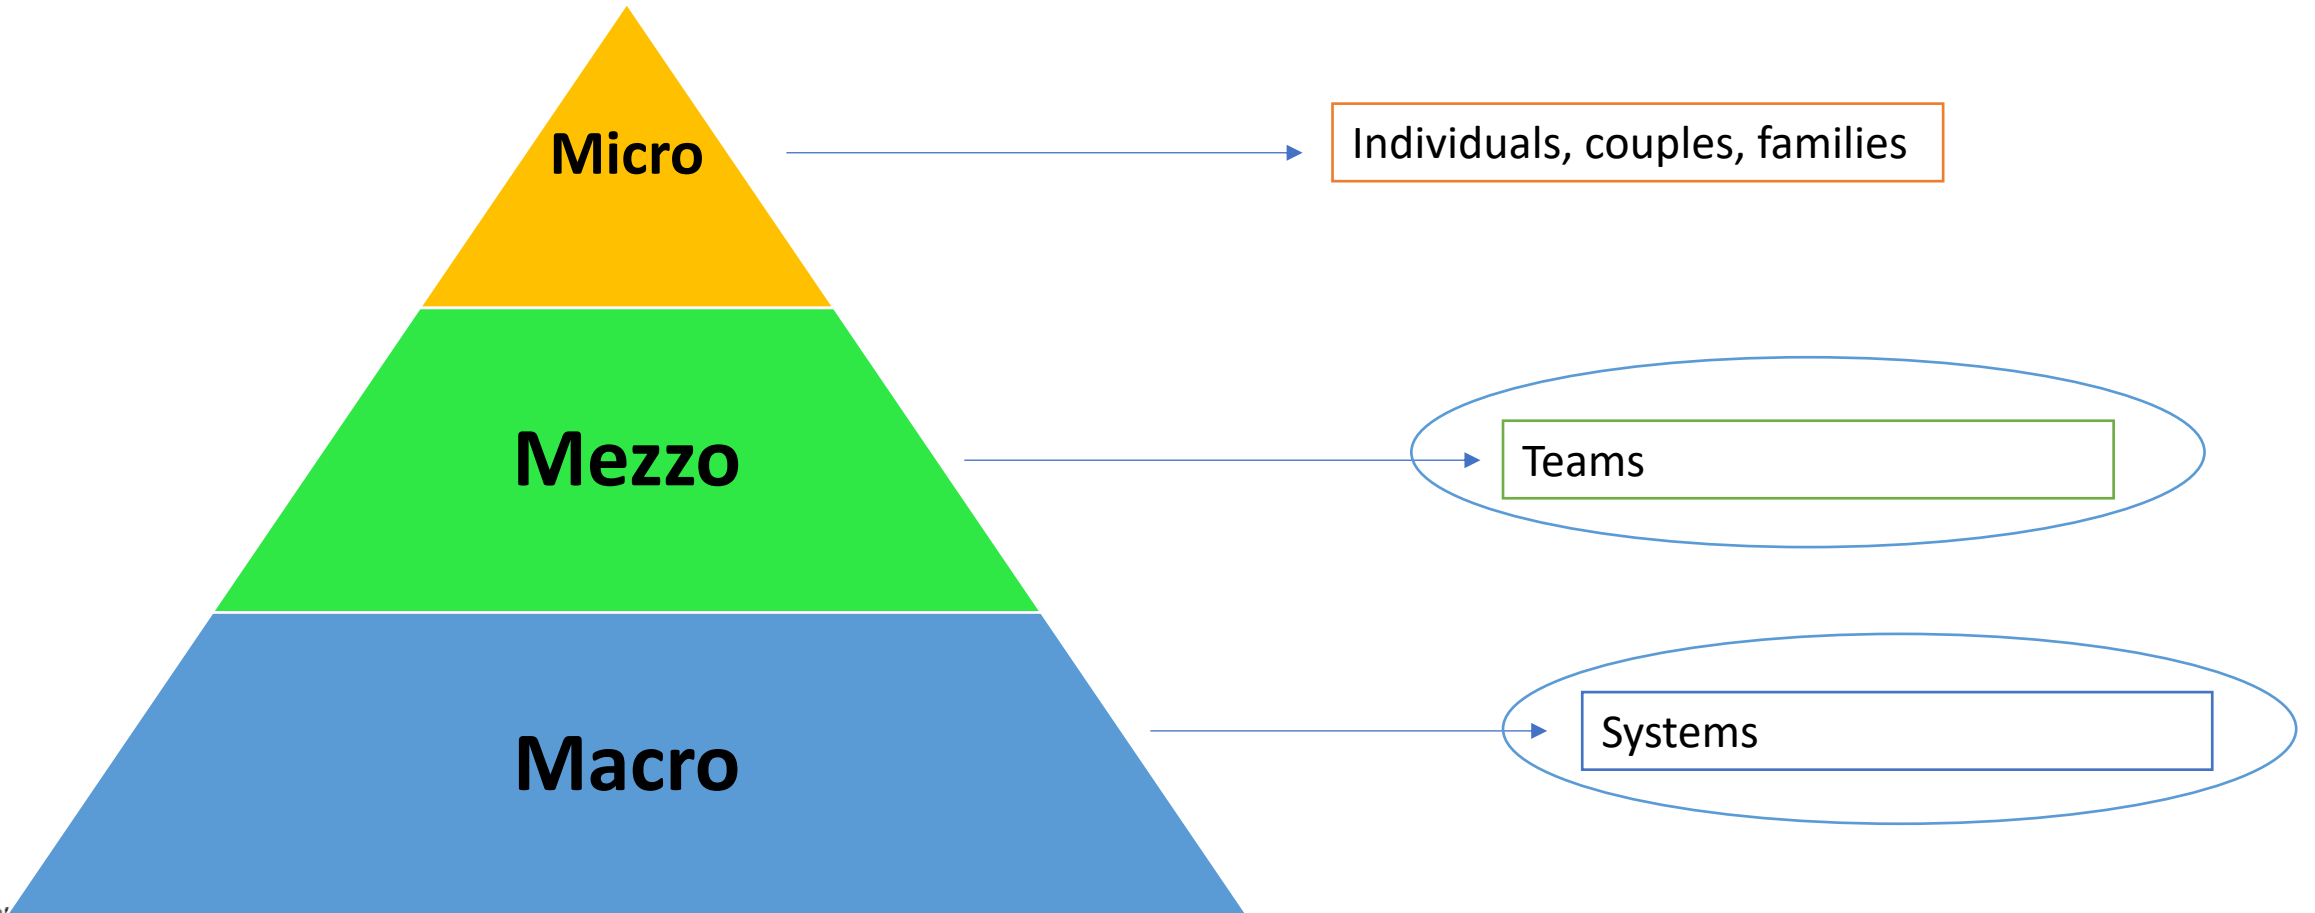 Micro
Individuals, couples, families
Mezzo
Teams
Macro
Systems